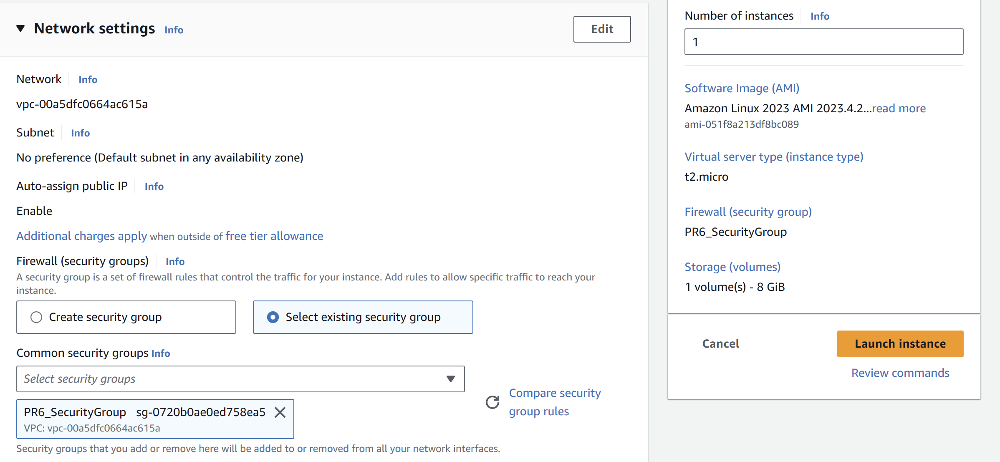 Network settings Info
Edit
Network Info
vpc-00a5dfc0664ac615a
Subnet Info
No preference (Default subnet in any availability zone)
Auto-assign public IP Info
Enable
Additional charges apply when outside of free tier allowance
Firewall (security groups) Info
A security group is a set of firewall rules that control the traffic for your instance. Add rules to allow specific traffic to reach your
instance.
Create security group
Select existing security group
Common security groups Info
Select security groups
PR6_SecurityGroup sg-0720b0ae0ed758ea5
VPC: vpc-00a5dfc0664ac615a
Compare security
group rules
Security groups that you add or remove here will be added to or removed from all your network interfaces.
Number of instances Info
1
Software Image (AMI)
Amazon Linux 2023 AMI 2023.4.2...read more
ami-051f8a213df8bc089
Virtual server type (instance type)
t2.micro
Firewall (security group)
PR6_SecurityGroup
Storage (volumes)
1 volume(s) - 8 GiB
Cancel
Launch instance
Review commands